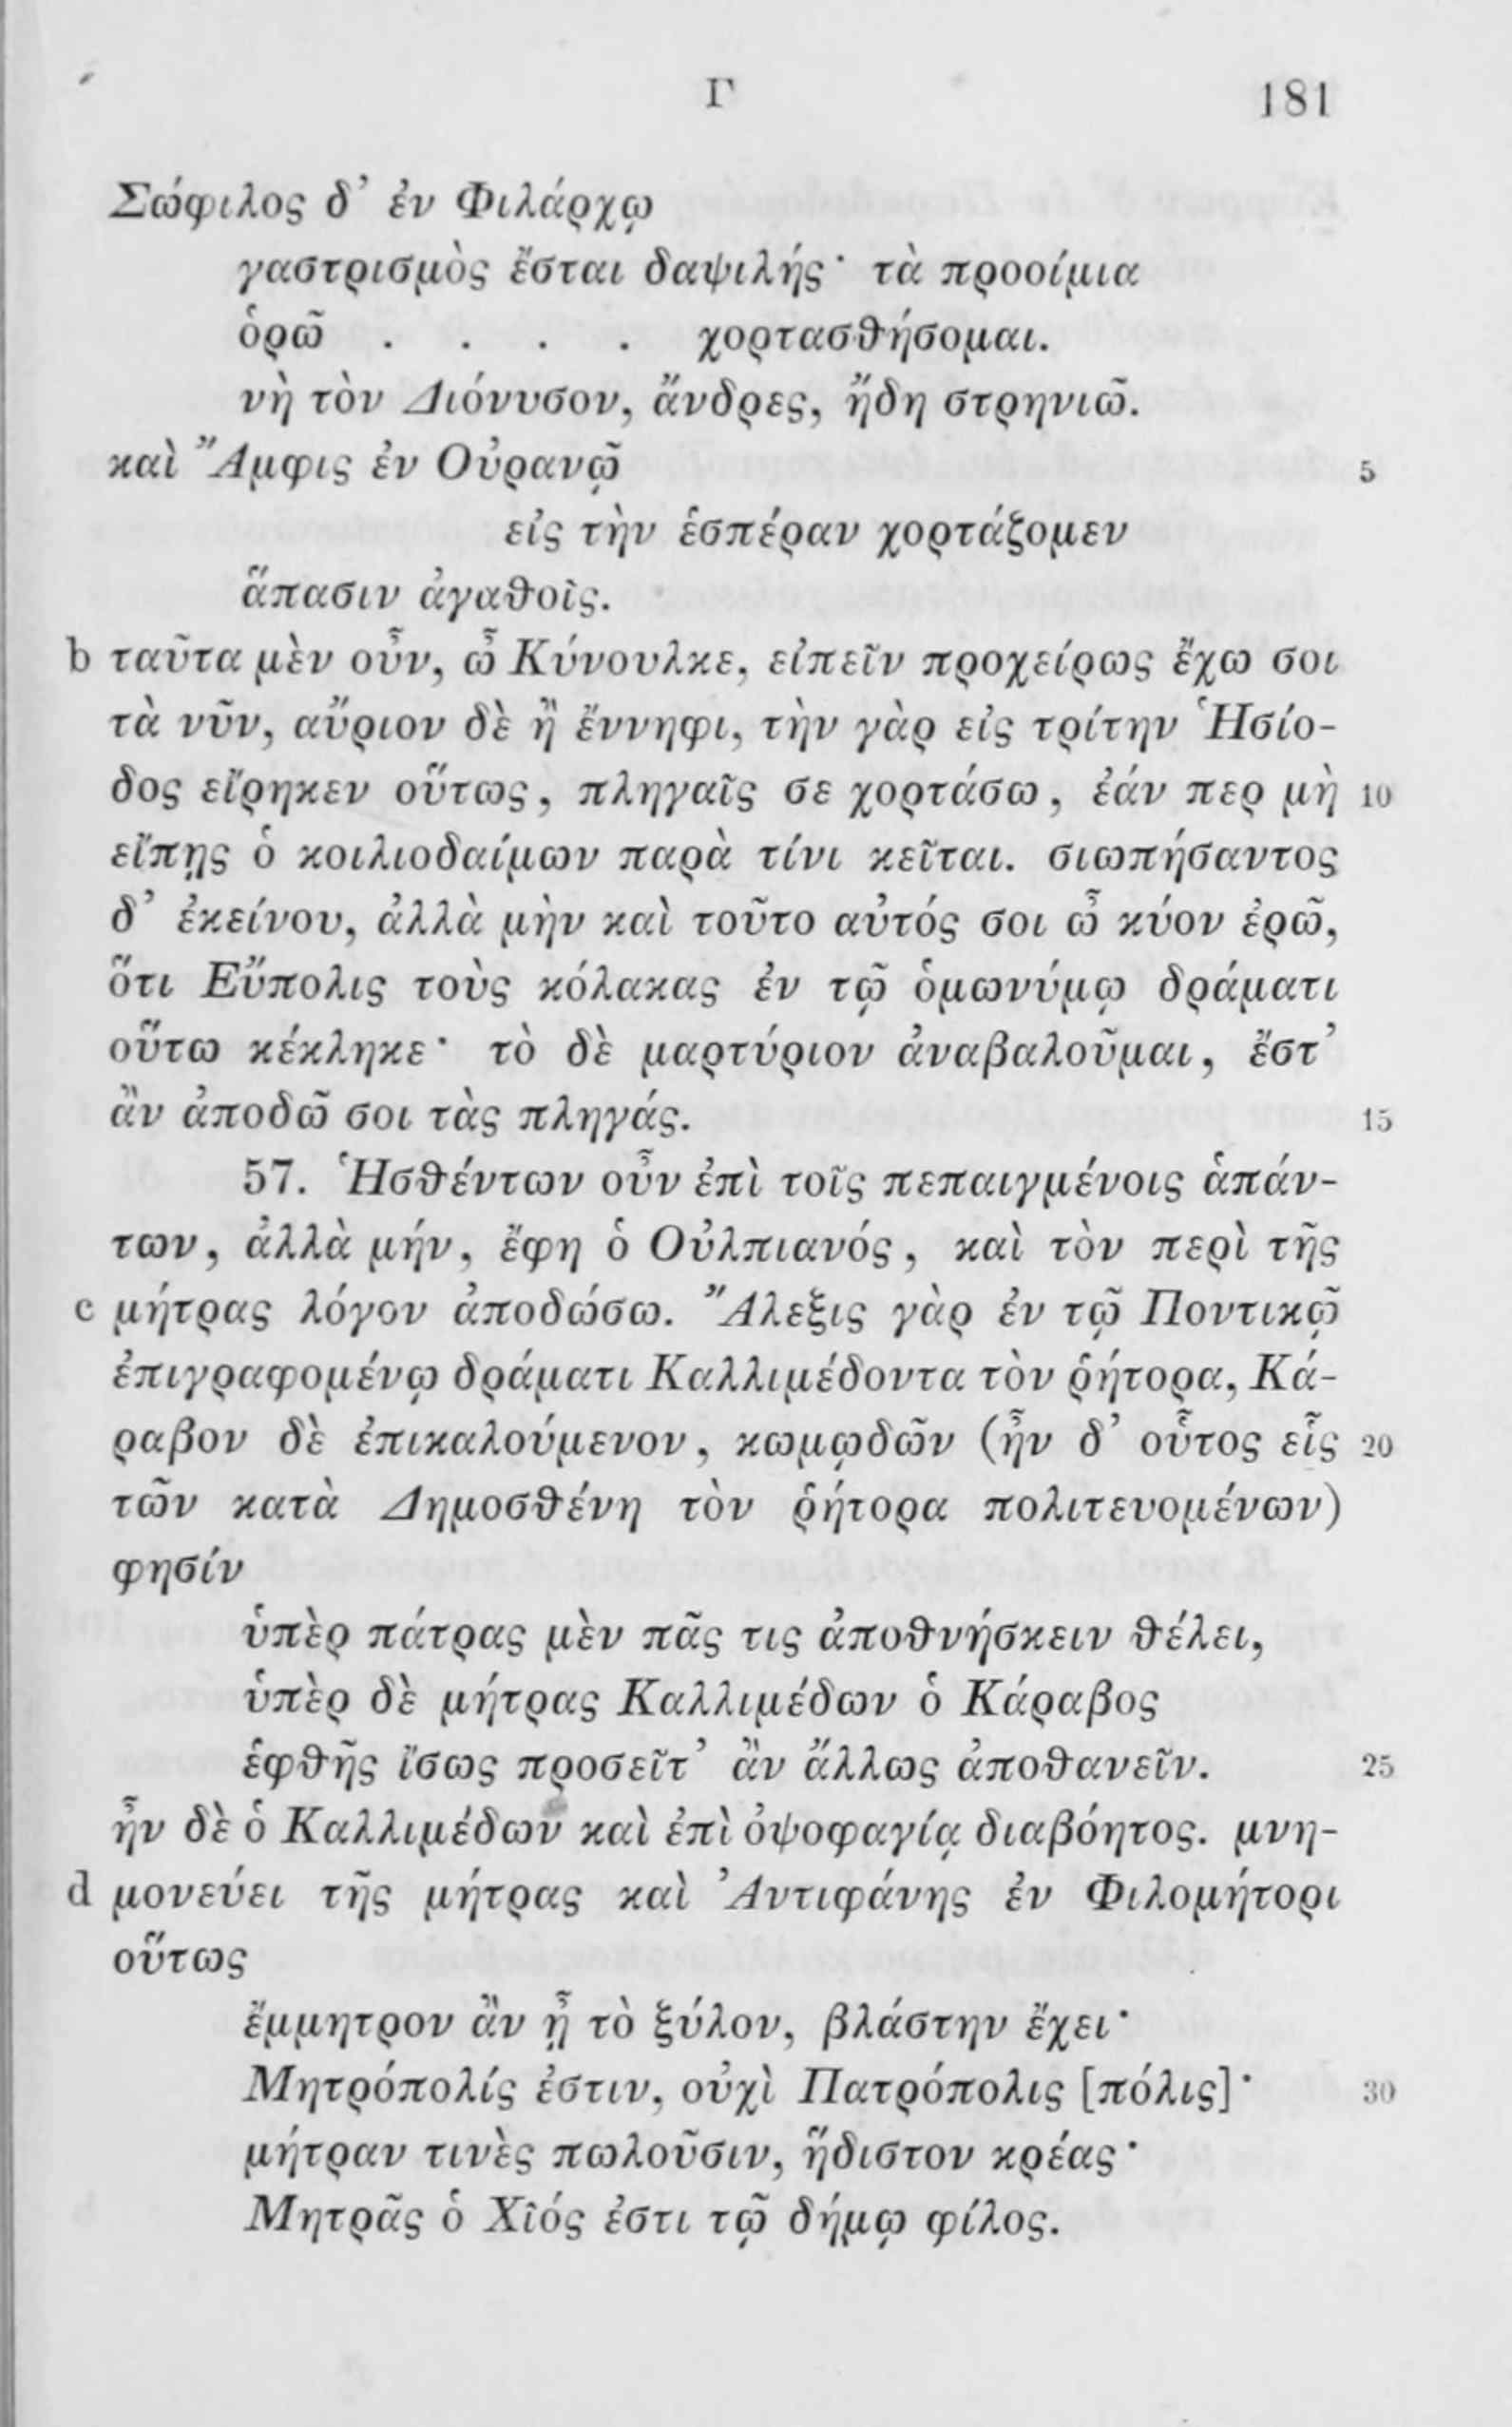 Γ 181
Σώφιλος δ’ ἐν Φιλάρχῳ
γαστρισμὸς ἔσται δαψιλής· τὰ προοίμια
ὁρῶ . . . . χορτασθήσομαι.
νὴ τὸν Διόνυσον, ἄνδρες, ἤδη στρηνιῶ.
καὶ Ἄμφις ἐν Οὐρανῷ 5
εἰς τὴν ἑσπέραν χορτάζομεν
ἅπασιν ἀγαθοῖς.
b ταῦτα μὲν οὖν, ὦ Κύνουλκε, εἰπεῖν προχείρως ἔχω σοι
τὰ νῦν, αὔριον δὲ ἢ ἔννηφι, τὴν γὰρ εἰς τρίτην Ἡσίο-
δος εἴρηκεν οὕτως, πληγαῖς σε χορτάσω, ἐάν περ μὴ 10
εἴπῃς ὁ κοιλιοδαίμων παρὰ τίνι κεῖται. σιωπήσαντος
δ’ ἐκείνου, ἀλλὰ μὴν καὶ τοῦτο αὐτός σοι ὦ κύον ἐρῶ,
ὅτι Εὔπολις τοὺς κόλακας ἐν τῷ ὁμωνύμῳ δράματι
οὕτω κέκληκε· τὸ δὲ μαρτύριον ἀναβαλοῦμαι, ἔστ’
ἂν ἀποδῶ σοι τὰς πληγάς. 15
57. Ἡσθέντων οὖν ἐπὶ τοῖς πεπαιγμένοις ἁπάν-
των, ἀλλὰ μήν, ἔφη ὁ Οὐλπιανός, καὶ τὸν περὶ τῆς
c μήτρας λόγον ἀποδώσω. Ἄλεξις γὰρ ἐν τῷ Ποντικῷ
ἐπιγραφομένῳ δράματι Καλλιμέδοντα τὸν ῥήτορα, Κά-
ραβον δὲ ἐπικαλούμενον, κωμῳδῶν (ἦν δ’ οὗτος εἷς 20
τῶν κατὰ Δημοσθένη τὸν ῥήτορα πολιτευομένων)
φησίν
ὑπὲρ πάτρας μὲν πᾶς τις ἀποθνήσκειν θέλει,
ὑπὲρ δὲ μήτρας Καλλιμέδων ὁ Κάραβος
ἑφθῆς ἴσως προσεῖτ’ ἂν ἄλλως ἀποθανεῖν. 25
ἦν δὲ ὁ Καλλιμέδων καὶ ἐπὶ ὀψοφαγίᾳ διαβόητος. μνη-
d μονεύει τῆς μήτρας καὶ Ἀντιφάνης ἐν Φιλομήτορι
οὕτως
ἔμμητρον ἂν ᾖ τὸ ξύλον, βλάστην ἔχει·
Μητρόπολίς ἐστιν, οὐχὶ Πατρόπολις [πόλις]· 30
μήτραν τινὲς πωλοῦσιν, ἥδιστον κρέας·
Μητρᾶς ὁ Χῖός ἐστι τῷ δήμῳ φίλος.